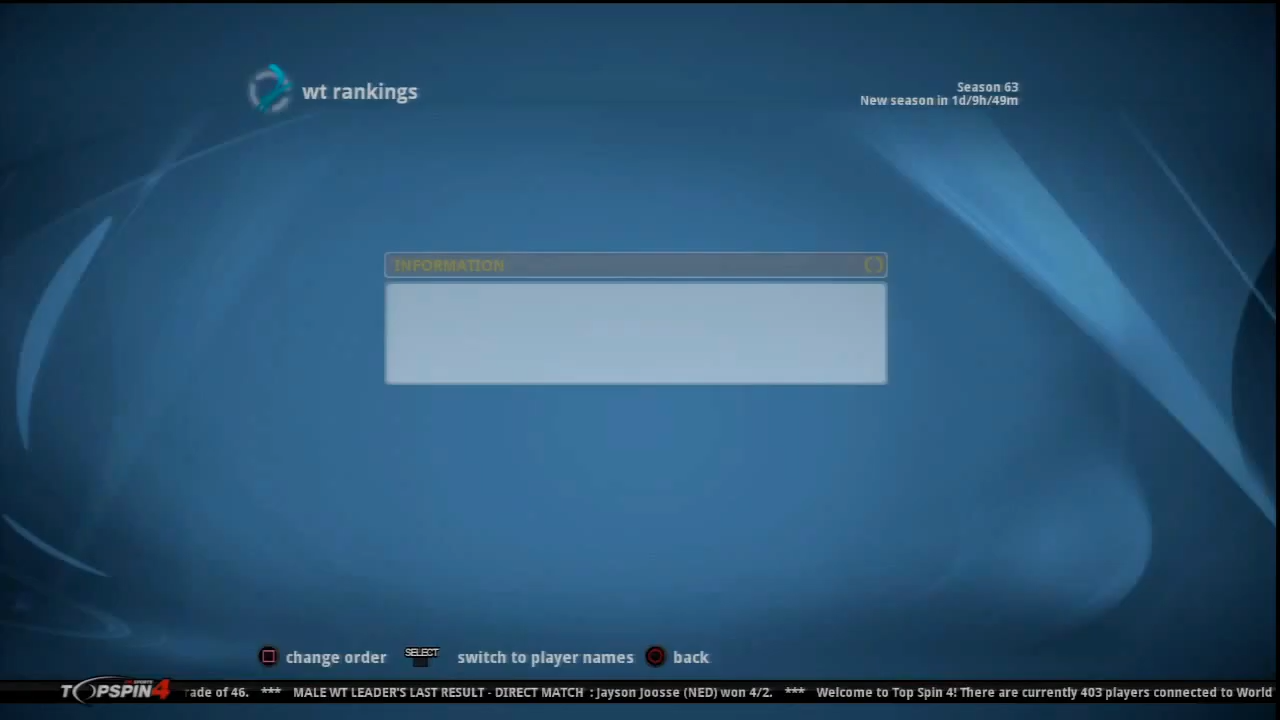 wt rankings
Season 63
New season in 1d/9h/49m
INFORMATION
change order SELECT switch to player names back
TOPSPIN 4 rade of 46. *** MALE WT LEADER'S LAST RESULT - DIRECT MATCH : Jayson Joosse (NED) won 4/2. *** Welcome to Top Spin 4! There are currently 403 players connected to World